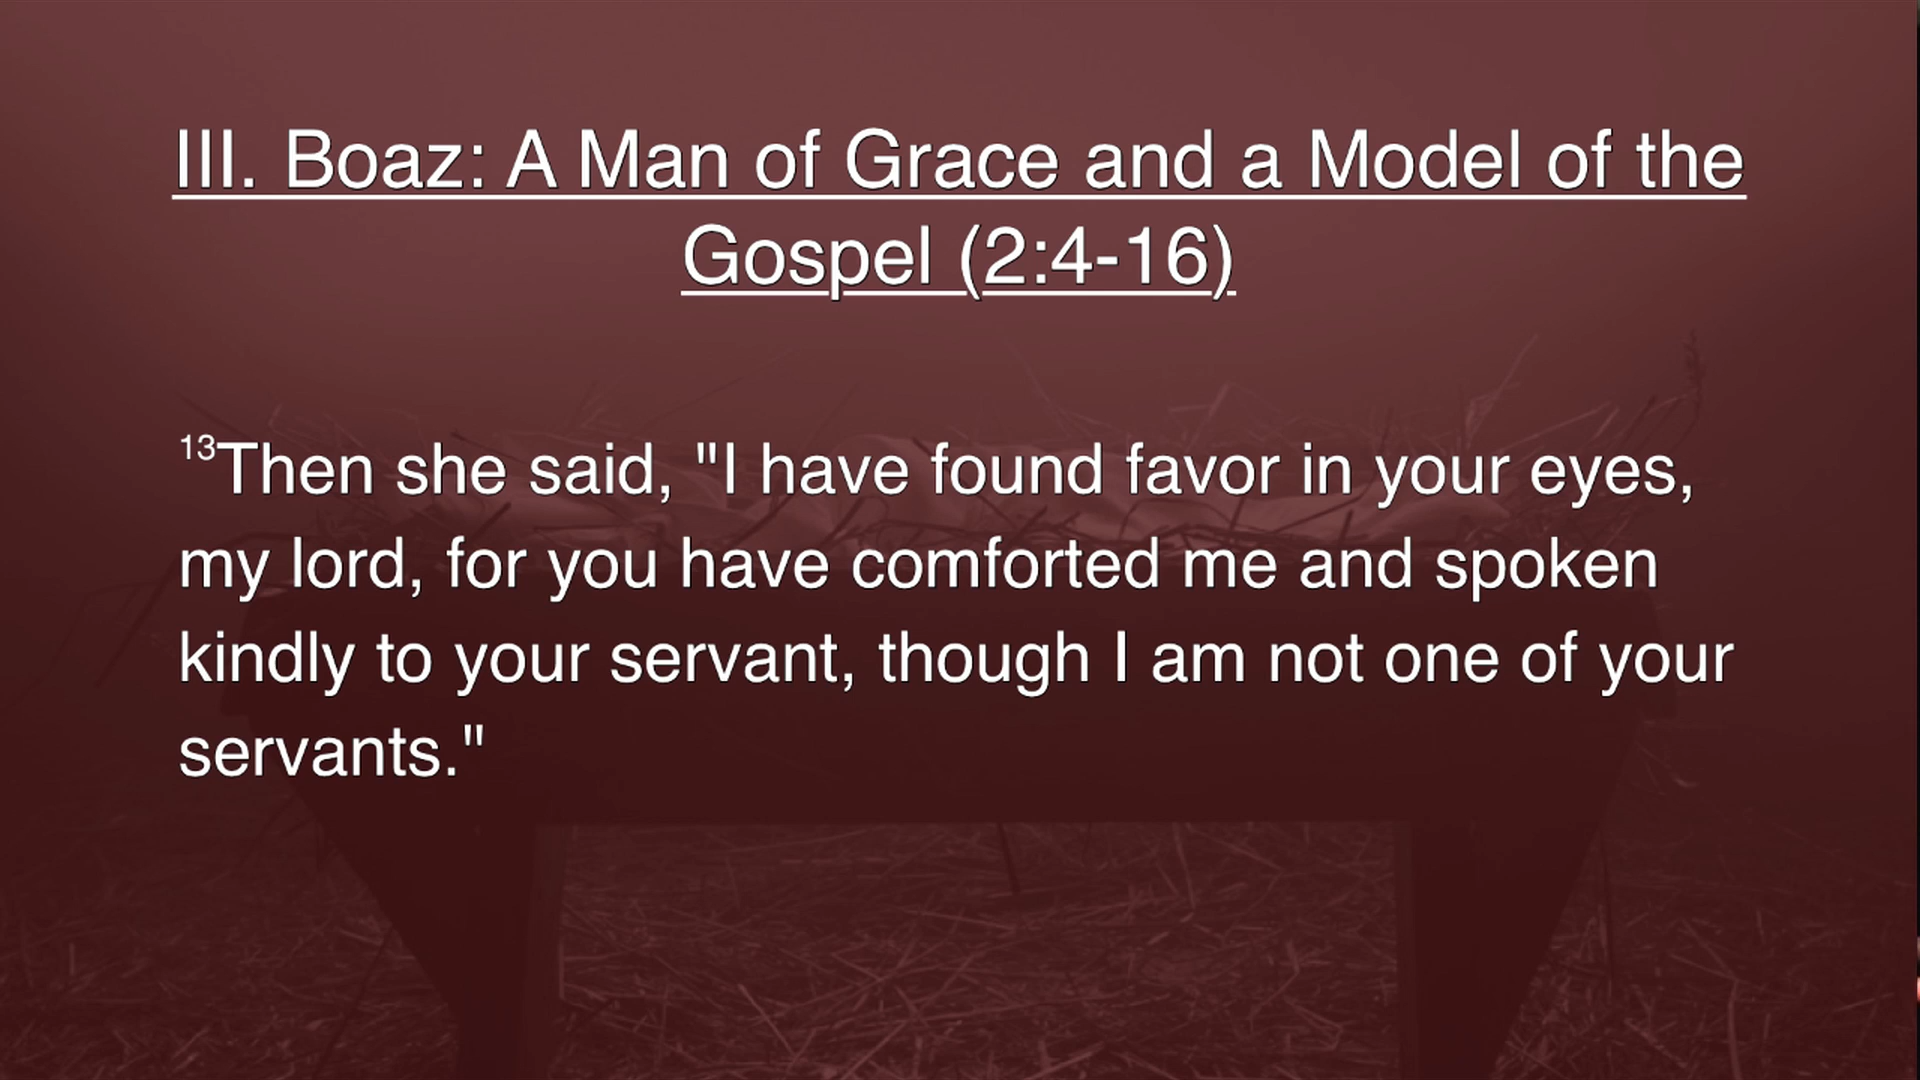 III. Boaz: A Man of Grace and a Model of the
Gospel (2:4-16)
13Then she said, "I have found favor in your eyes,
my lord, for you have comforted me and spoken
kindly to your servant, though I am not one of your
servants."